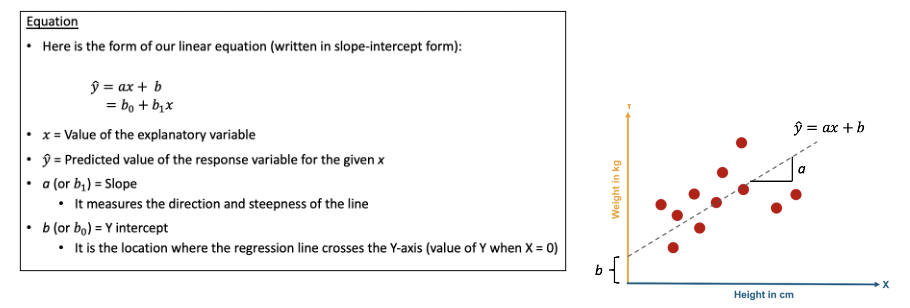 Equation
• Here is the form of our linear equation (written in slope-intercept form):
ŷ = ax + b
= b₀ + b₁x
• x = Value of the explanatory variable
• ŷ = Predicted value of the response variable for the given x
• a (or b₁) = Slope
• It measures the direction and steepness of the line
• b (or b₀) = Y intercept
• It is the location where the regression line crosses the Y-axis (value of Y when X = 0)
Y
ŷ = ax + b
a
Weight in kg
b
X
Height in cm